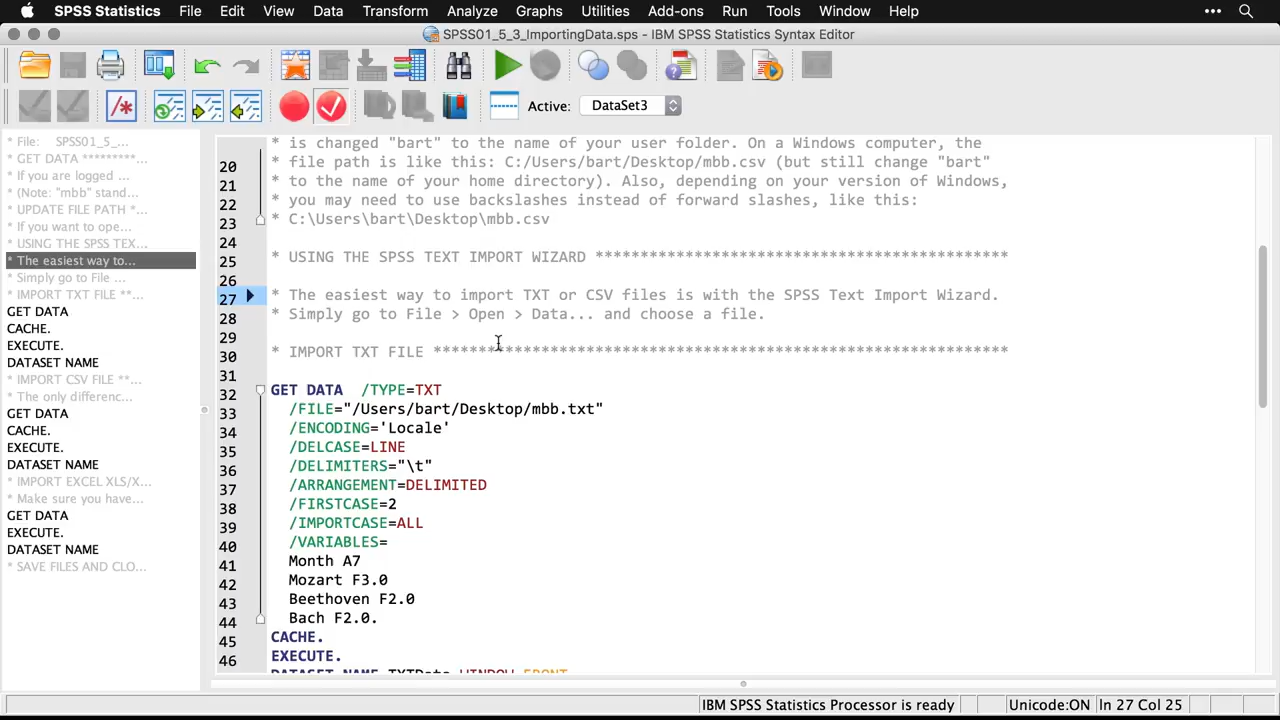 SPSS Statistics File Edit View Data Transform Analyze Graphs Utilities Add-ons Run Tools Window Help
SPSS01_5_3_ImportingData.sps - IBM SPSS Statistics Syntax Editor
Active: DataSet3
* File: SPSS01_5_...
* GET DATA *********...
* If you are logged ...
* (Note: "mbb" stand...
* UPDATE FILE PATH *...
* If you want to ope...
* USING THE SPSS TEX...
* The easiest way to...
* Simply go to File ...
* IMPORT TXT FILE **...
GET DATA
CACHE.
EXECUTE.
DATASET NAME
* IMPORT CSV FILE **...
* The only differenc...
GET DATA
CACHE.
EXECUTE.
DATASET NAME
* IMPORT EXCEL XLS/X...
* Make sure you have...
GET DATA
EXECUTE.
DATASET NAME
* SAVE FILES AND CLO...
* is changed "bart" to the name of your user folder. On a Windows computer, the
20 * file path is like this: C:/Users/bart/Desktop/mbb.csv (but still change "bart"
21 * to the name of your home directory). Also, depending on your version of Windows,
22 * you may need to use backslashes instead of forward slashes, like this:
23 * C:\Users\bart\Desktop\mbb.csv
24
25 * USING THE SPSS TEXT IMPORT WIZARD **********************************************
26
27 * The easiest way to import TXT or CSV files is with the SPSS Text Import Wizard.
28 * Simply go to File > Open > Data... and choose a file.
29
30 * IMPORT TXT FILE ****************************************************************
31
32 GET DATA /TYPE=TXT
33 /FILE="/Users/bart/Desktop/mbb.txt"
34 /ENCODING='Locale'
35 /DELCASE=LINE
36 /DELIMITERS="\t"
37 /ARRANGEMENT=DELIMITED
38 /FIRSTCASE=2
39 /IMPORTCASE=ALL
40 /VARIABLES=
41 Month A7
42 Mozart F3.0
43 Beethoven F2.0
44 Bach F2.0.
45 CACHE.
46 EXECUTE.
DATASET NAME TXTData WINDOW=FRONT.
IBM SPSS Statistics Processor is ready Unicode:ON In 27 Col 25